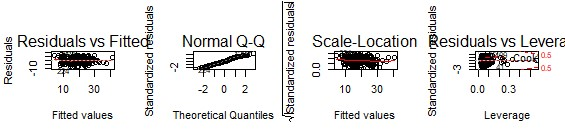 Residuals vs Fitted
Residuals
-10
10 30
Fitted values
Normal Q-Q
Standardized residuals
-2
-2 0 2
Theoretical Quantiles
Scale-Location
Standardized residuals
0.0
10 30
Fitted values
Residuals vs Levera
Standardized residuals
-3
Cook
0.5
0.5
0.0 0.3
Leverage